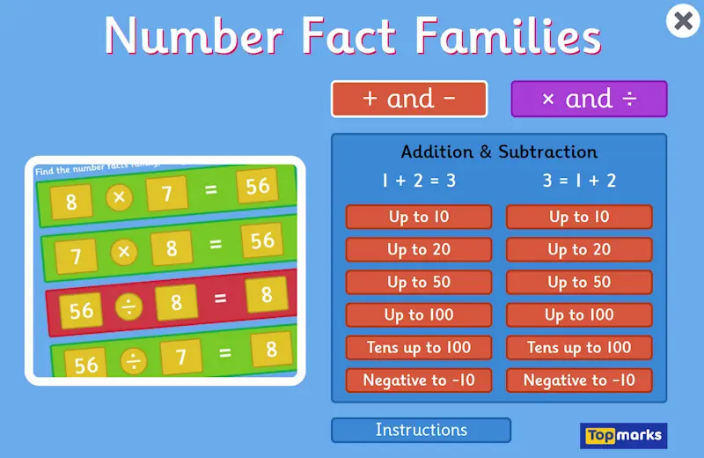 Number Fact Families
+ and −
× and ÷
Find the number facts family
8 × 7 = 56
7 × 8 = 56
56 ÷ 8 = 8
56 ÷ 7 = 8
Addition & Subtraction
1 + 2 = 3
3 = 1 + 2
Up to 10
Up to 10
Up to 20
Up to 20
Up to 50
Up to 50
Up to 100
Up to 100
Tens up to 100
Tens up to 100
Negative to -10
Negative to -10
Instructions
Topmarks